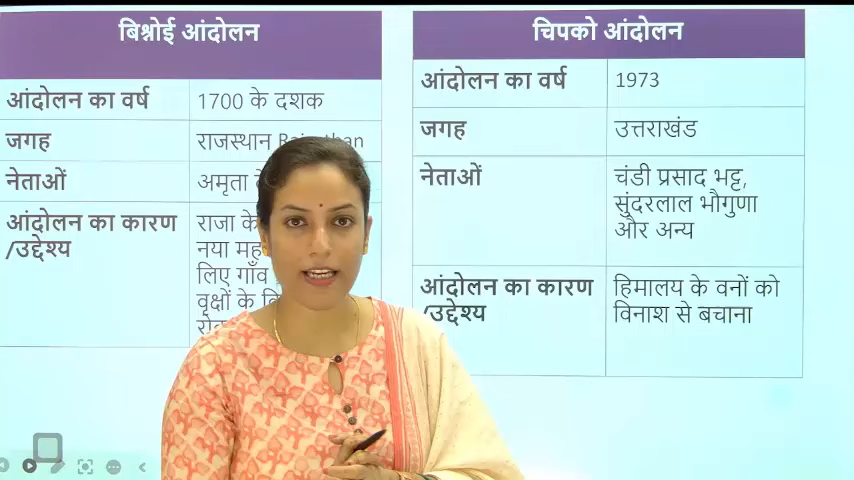 बिश्नोई आंदोलन
आंदोलन का वर्ष 1700 के दशक
जगह राजस्थान
नेताओं अमृता
आंदोलन का कारण राजा के
/उद्देश्य नया
लिए गाँव
वृक्षों के
चिपको आंदोलन
आंदोलन का वर्ष 1973
जगह उत्तराखंड
नेताओं चंडी प्रसाद भट्ट,
सुंदरलाल भौगुणा
और अन्य
आंदोलन का कारण हिमालय के वनों को
/उद्देश्य विनाश से बचाना